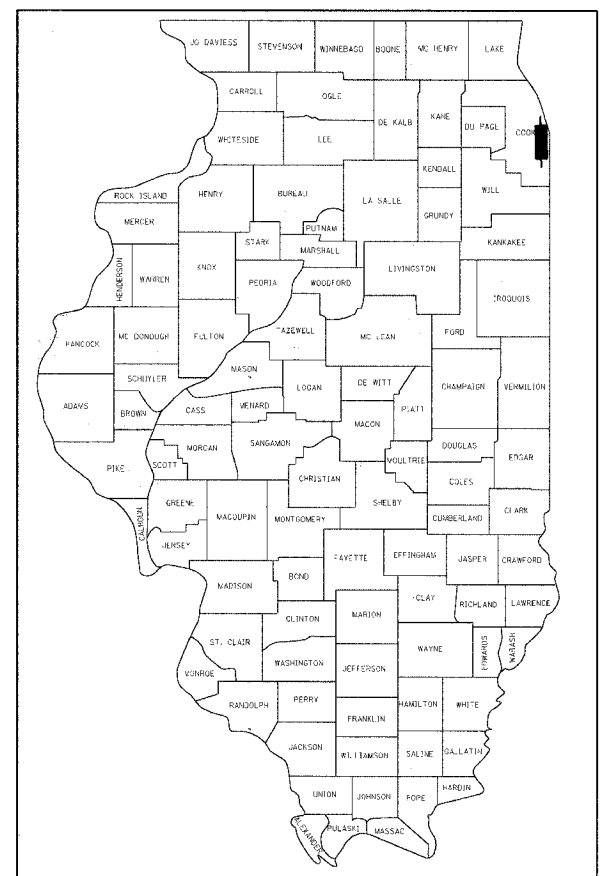 JO DAVIESS STEVENSON WINNEBAGO BOONE MC HENRY LAKE
CARROLL OGLE DE KALB KANE DU PAGE COOK
WHITESIDE LEE
KENDALL WILL
ROCK ISLAND HENRY BUREAU LA SALLE GRUNDY
MERCER PUTNAM
STARK MARSHALL KANKAKEE
HENDERSON WARREN KNOX PEORIA WOODFORD LIVINGSTON IROQUOIS
HANCOCK MC DONOUGH FULTON TAZEWELL MC LEAN FORD
MASON
SCHUYLER LOGAN DE WITT CHAMPAIGN VERMILION
ADAMS BROWN CASS MENARD PIATT
MACON
MORGAN SANGAMON DOUGLAS EDGAR
PIKE SCOTT CHRISTIAN MOULTRIE COLES
GREENE MACOUPIN MONTGOMERY SHELBY CLARK
CALHOUN CUMBERLAND
JERSEY
FAYETTE EFFINGHAM JASPER CRAWFORD
MADISON BOND
CLAY RICHLAND LAWRENCE
CLINTON MARION
ST. CLAIR WAYNE EDWARDS WABASH
WASHINGTON JEFFERSON
MONROE
RANDOLPH PERRY HAMILTON WHITE
FRANKLIN
JACKSON WILLIAMSON SALINE GALLATIN
UNION JOHNSON POPE HARDIN
ALEXANDER PULASKI MASSAC